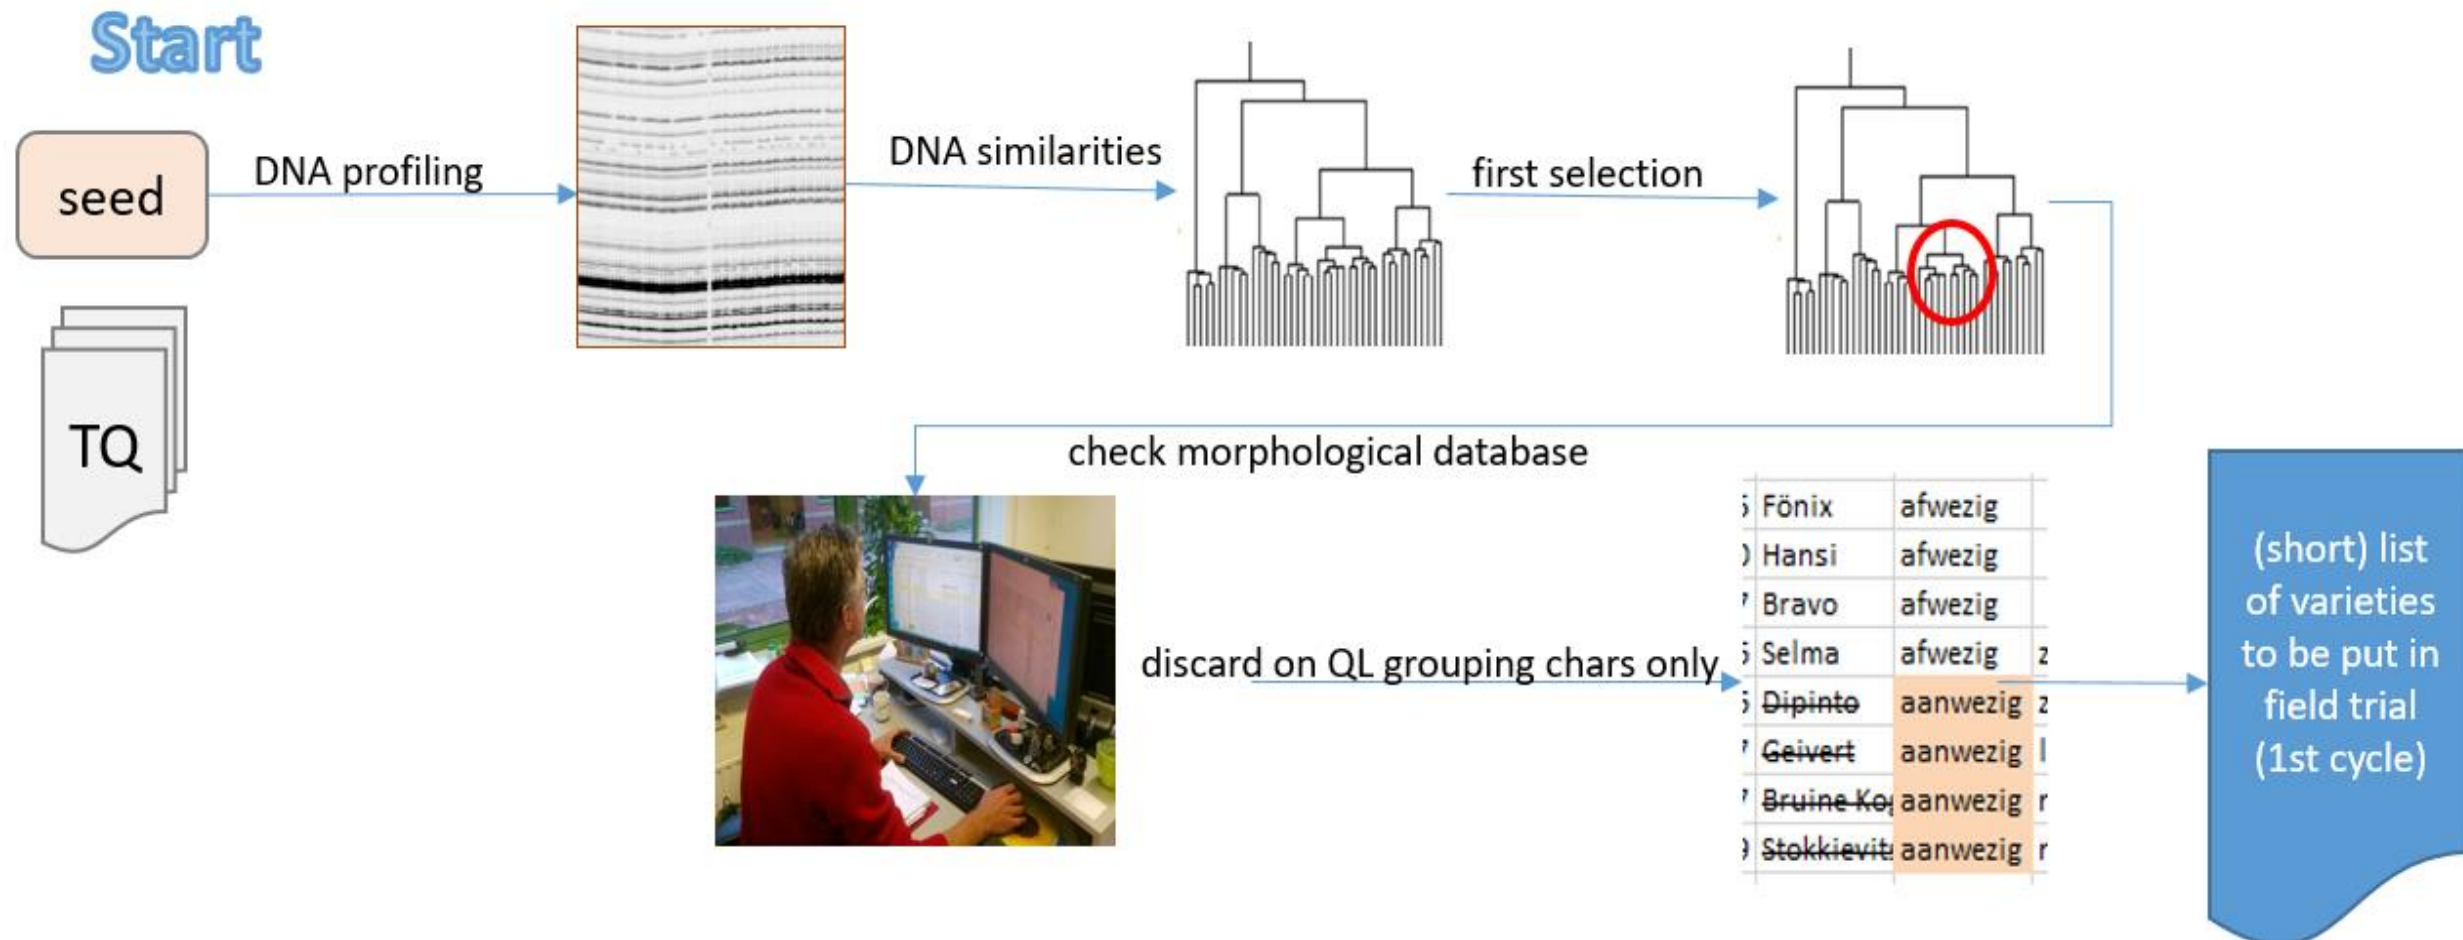 Start
seed
DNA profiling
DNA similarities
first selection
TQ
check morphological database
discard on QL grouping chars only
Fönix afwezig
Hansi afwezig
Bravo afwezig
Selma afwezig z
Dipinto aanwezig z
Geivert aanwezig
Bruine aanwezig
Stokkievit aanwezig
(short) list
of varieties
to be put in
field trial
(1st cycle)